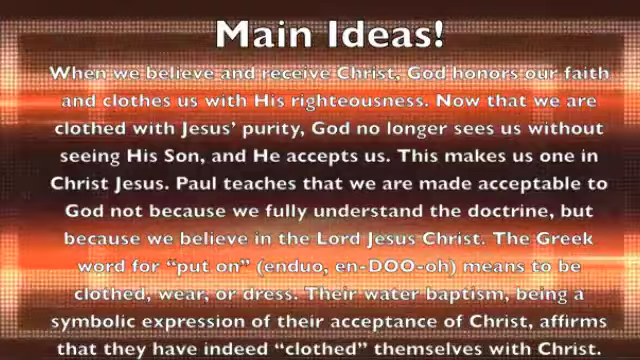 Main Ideas!
When we believe and receive Christ, God honors our faith
and clothes us with His righteousness. Now that we are
clothed with Jesus’ purity, God no longer sees us without
seeing His Son, and He accepts us. This makes us one in
Christ Jesus. Paul teaches that we are made acceptable to
God not because we fully understand the doctrine, but
because we believe in the Lord Jesus Christ. The Greek
word for “put on” (enduo, en-DOO-oh) means to be
clothed, wear, or dress. Their water baptism, being a
symbolic expression of their acceptance of Christ, affirms
that they have indeed “clothed” themselves with Christ.